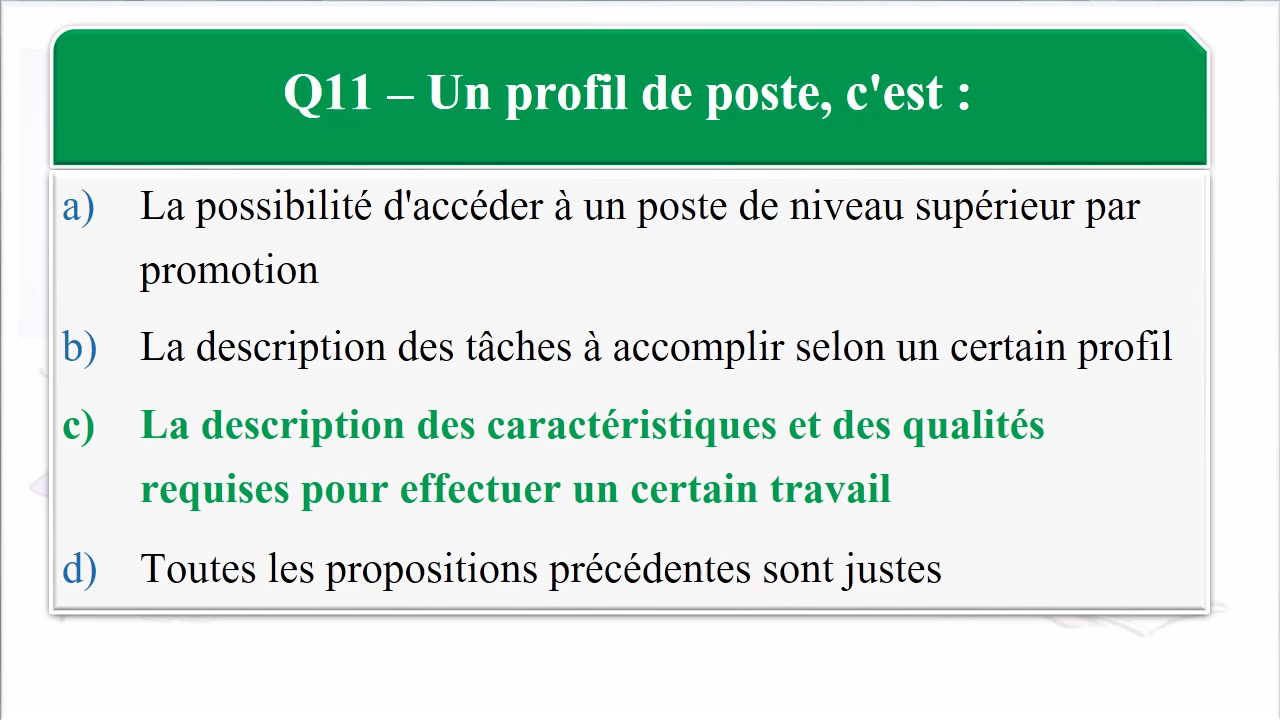 Q11 – Un profil de poste, c'est :
a) La possibilité d'accéder à un poste de niveau supérieur par
promotion
b) La description des tâches à accomplir selon un certain profil
c) La description des caractéristiques et des qualités
requises pour effectuer un certain travail
d) Toutes les propositions précédentes sont justes